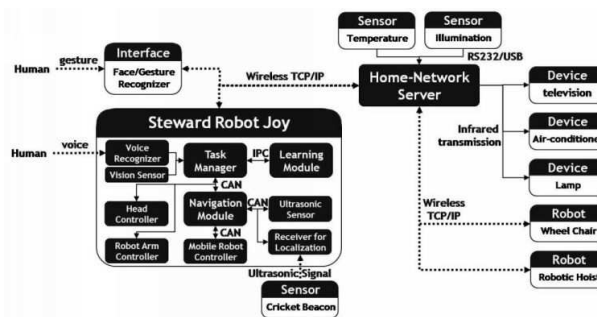 Sensor
Temperature
Sensor
Illumination
RS232/USB
Interface
Face/Gesture
Recognizer
Human
gesture
Wireless TCP/IP
Home-Network
Server
Device
television
Device
Air-conditione
Device
Lamp
Infrared
transmission
Steward Robot Joy
Human
voice
Voice
Recognizer
Vision Sensor
Task
Manager
IPC
Learning
Module
CAN
Head
Controller
Navigation
Module
CAN
Ultrasonic
Sensor
CAN
Robot Arm
Controller
Mobile Robot
Controller
Receiver for
Localization
Ultrasonic Signal
Sensor
Cricket Beacon
Wireless
TCP/IP
Robot
Wheel Chair
Robot
Robotic Hoist